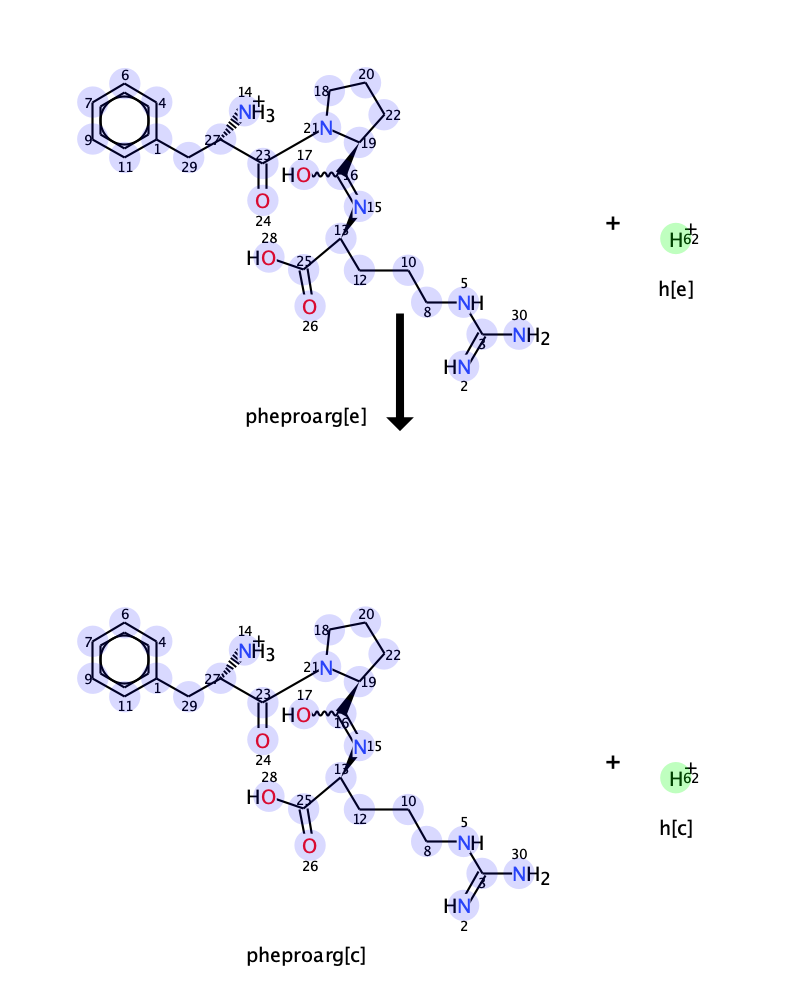 6
7
4
9
1
11
29
27
14
NH3
+
23
O
24
21
N
18
20
22
19
17
HO
16
N
15
28
HO
25
13
O
26
12
10
8
5
NH
3
30
NH2
HN
2
pheproarg[e]
+
H+
62
h[e]
6
7
4
9
1
11
29
27
14
NH3
+
23
O
24
21
N
18
20
22
19
17
HO
16
N
15
28
HO
25
13
O
26
12
10
8
5
NH
3
30
NH2
HN
2
pheproarg[c]
+
H+
62
h[c]